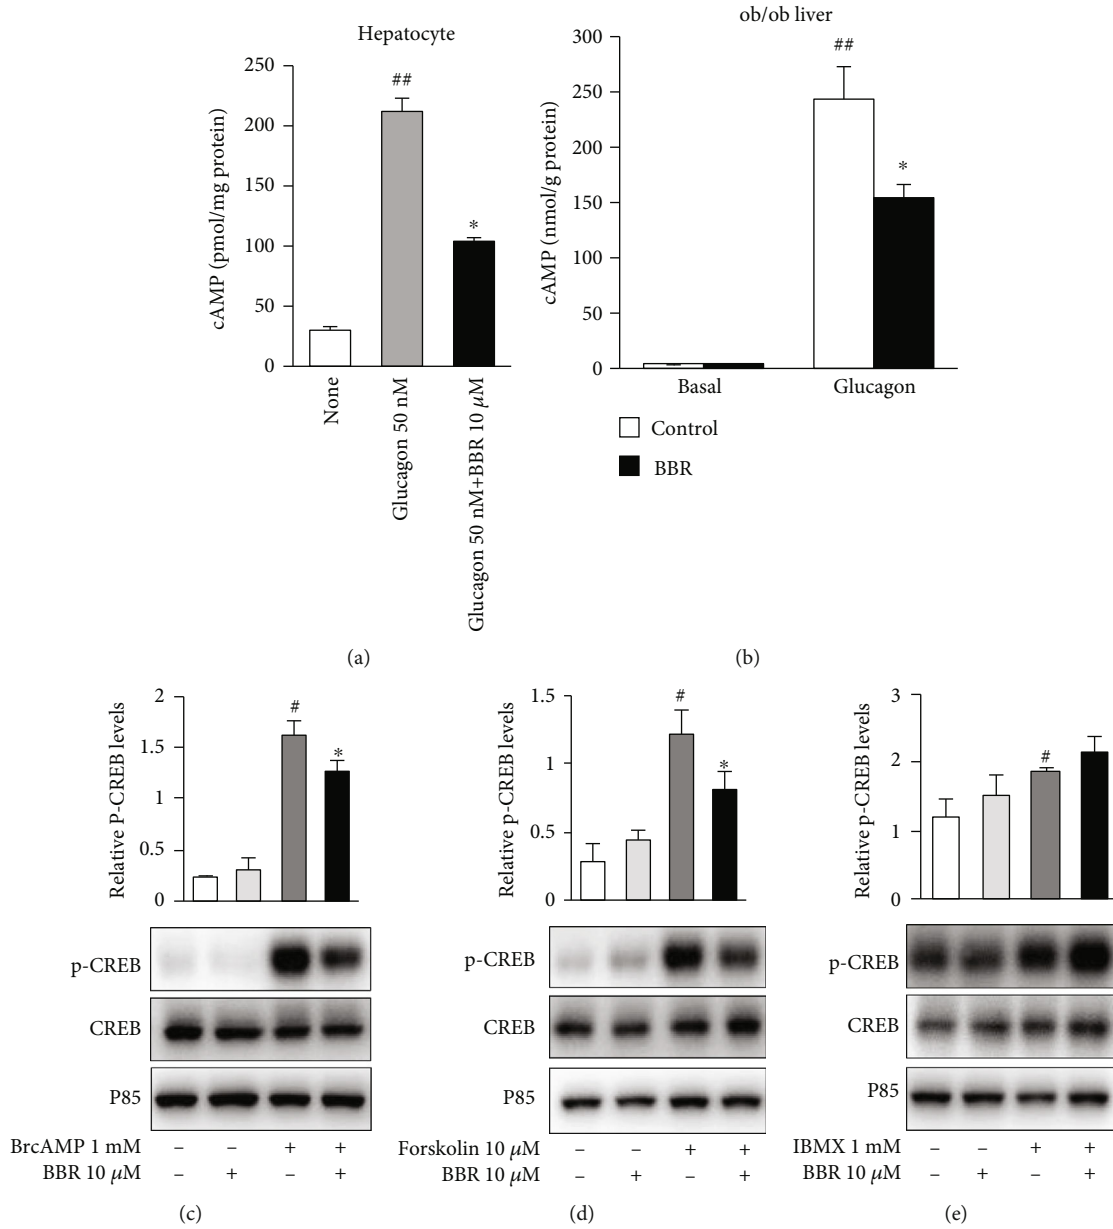 Hepatocyte
cAMP (pmol/mg protein)
250
200
150
100
50
0
##
*
None
Glucagon 50 nM
Glucagon 50 nM+BBR 10 μM
(a)
ob/ob liver
cAMP (nmol/g protein)
300
250
200
150
100
50
0
##
*
Basal
Glucagon
Control
BBR
(b)
Relative P-CREB levels
2
1.5
1
0.5
0
#
*
p-CREB
CREB
P85
BrcAMP 1 mM – – + +
BBR 10 μM – + – +
(c)
Relative p-CREB levels
1.5
1
0.5
0
#
*
p-CREB
CREB
P85
Forskolin 10 μM – – + +
BBR 10 μM – + – +
(d)
Relative p-CREB levels
3
2
1
0
#
p-CREB
CREB
P85
IBMX 1 mM – – + +
BBR 10 μM – + – +
(e)